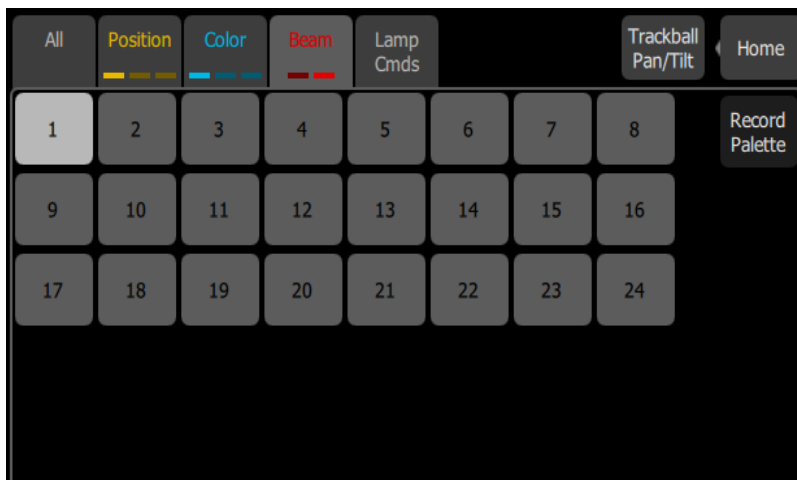 All Position Color Beam Lamp Cmds Trackball Pan/Tilt Home
1 2 3 4 5 6 7 8 Record Palette
9 10 11 12 13 14 15 16
17 18 19 20 21 22 23 24